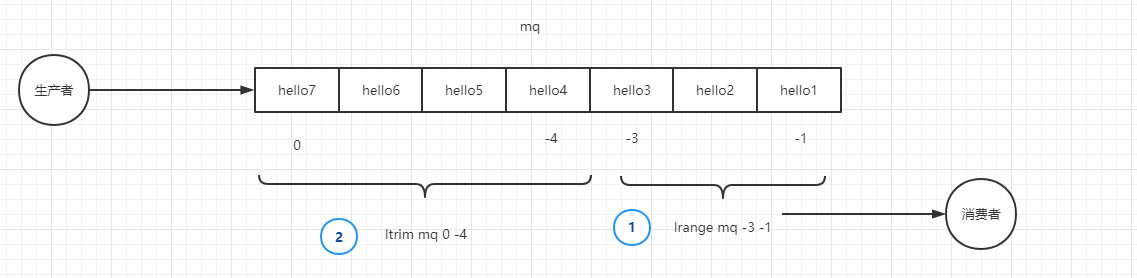 mq
生产者
hello7 hello6 hello5 hello4 hello3 hello2 hello1
0 -4 -3 -1
2 ltrim mq 0 -4 1 lrange mq -3 -1 消费者